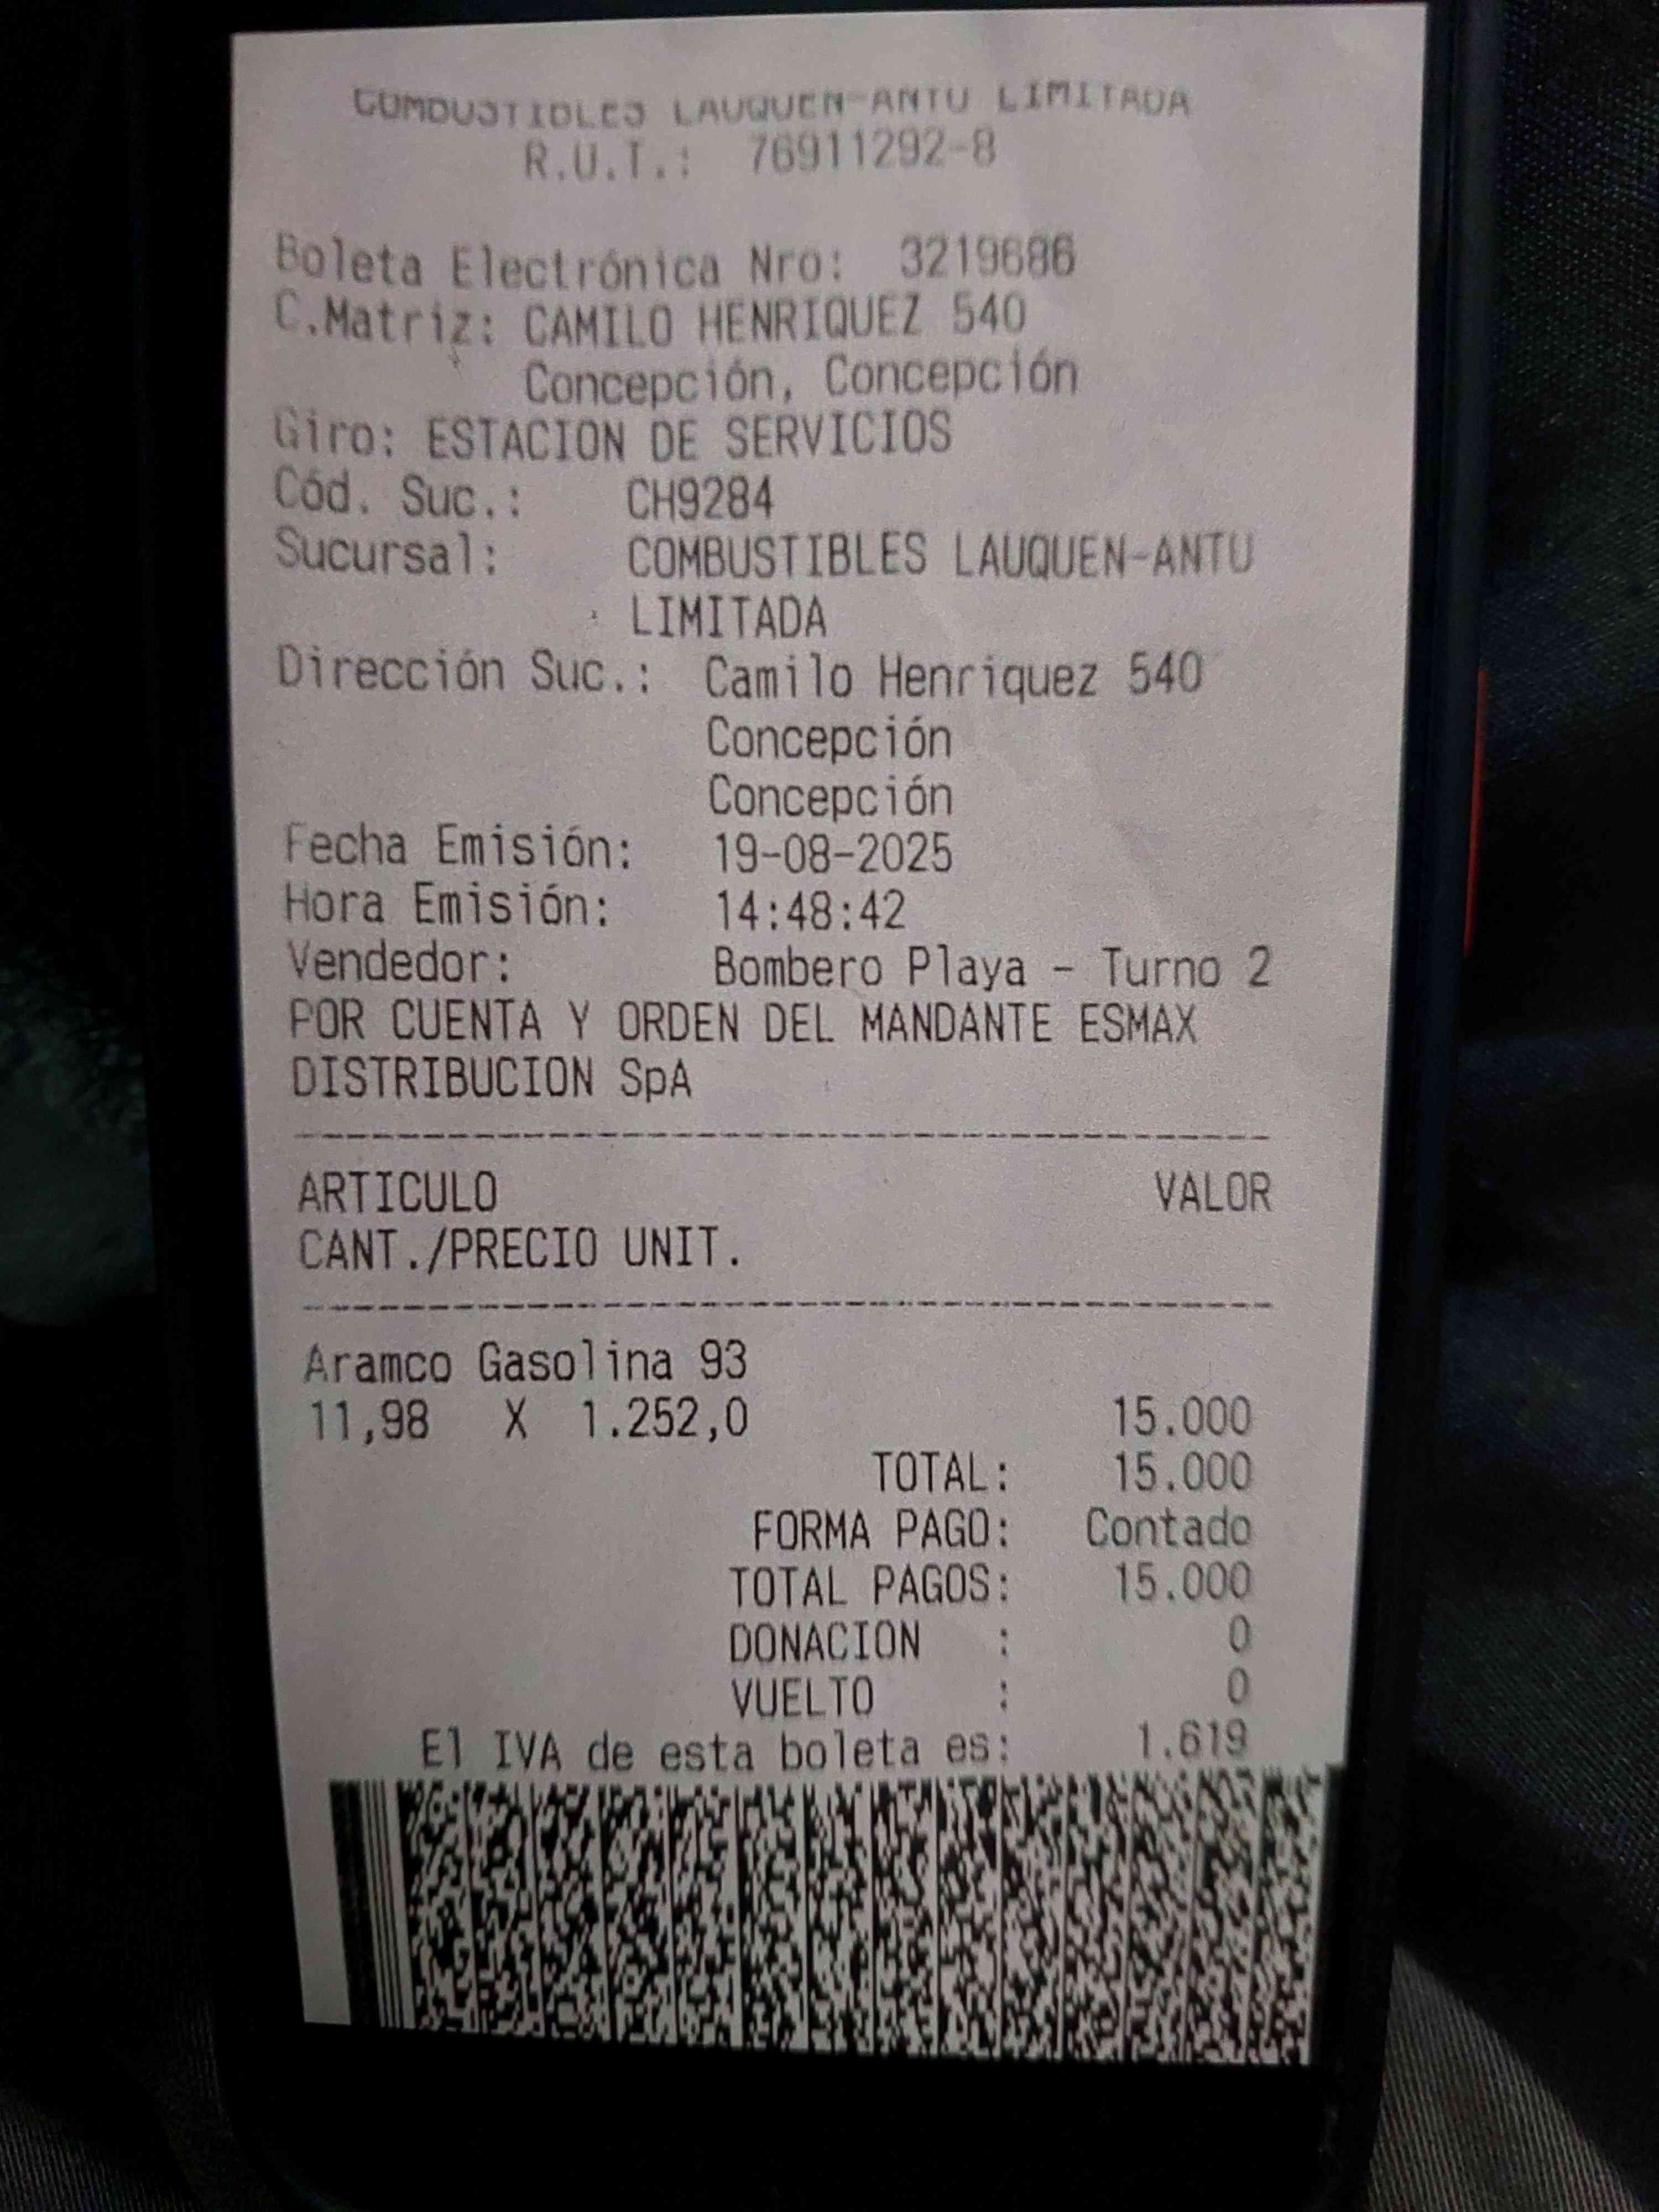 COMBUSTIBLES LAUQUEN-ANTU LIMITADA
R.U.T.: 76911292-8
Boleta Electrónica Nro: 3219686
C.Matriz: CAMILO HENRIQUEZ 540
Concepción, Concepción
Giro: ESTACION DE SERVICIOS
Cód. Suc.: CH9284
Sucursal: COMBUSTIBLES LAUQUEN-ANTU
LIMITADA
Dirección Suc.: Camilo Henriquez 540
Concepción
Concepción
Fecha Emisión: 19-08-2025
Hora Emisión: 14:48:42
Vendedor: Bombero Playa - Turno 2
POR CUENTA Y ORDEN DEL MANDANTE ESMAX
DISTRIBUCION SpA
ARTICULO VALOR
CANT./PRECIO UNIT.
Aramco Gasolina 93
11,98 X 1.252,0 15.000
TOTAL: 15.000
FORMA PAGO: Contado
TOTAL PAGOS: 15.000
DONACION : 0
VUELTO : 0
El IVA de esta boleta es: 1.619